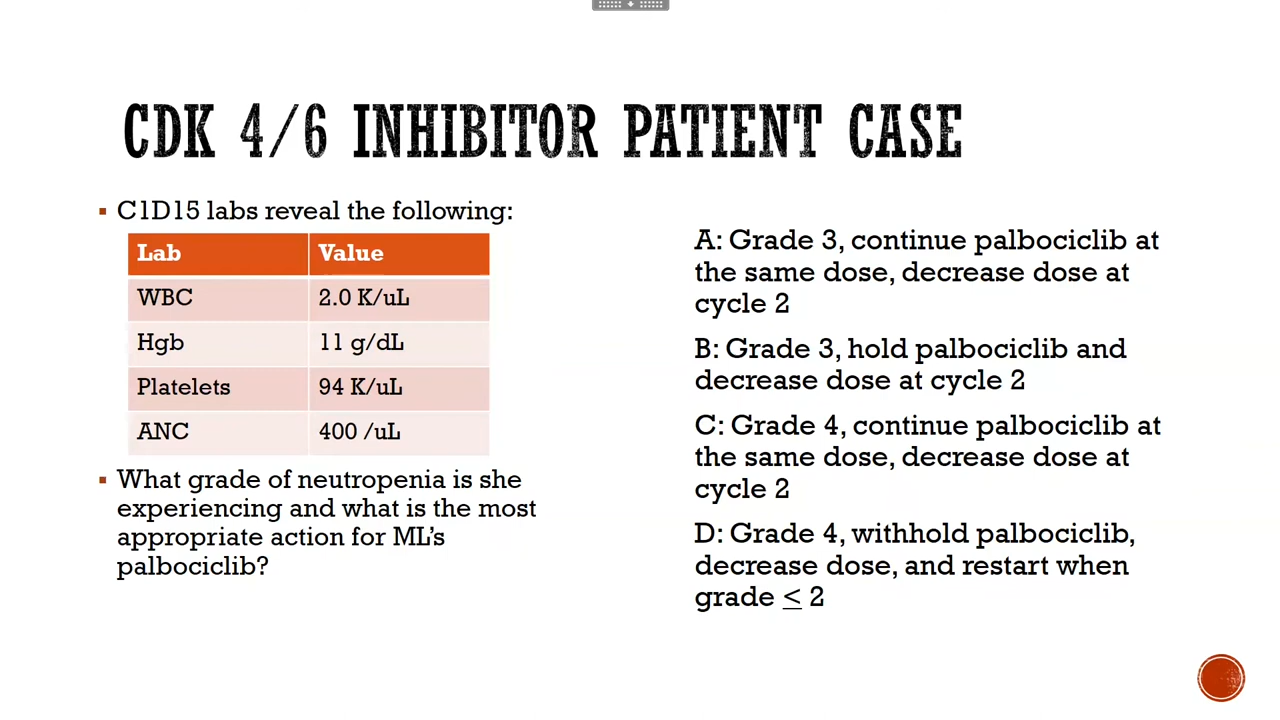 CDK 4/6 INHIBITOR PATIENT CASE
▪ C1D15 labs reveal the following:
Lab Value
WBC 2.0 K/uL
Hgb 11 g/dL
Platelets 94 K/uL
ANC 400 /uL
▪ What grade of neutropenia is she
experiencing and what is the most
appropriate action for ML's
palbociclib?
A: Grade 3, continue palbociclib at
the same dose, decrease dose at
cycle 2
B: Grade 3, hold palbociclib and
decrease dose at cycle 2
C: Grade 4, continue palbociclib at
the same dose, decrease dose at
cycle 2
D: Grade 4, withhold palbociclib,
decrease dose, and restart when
grade ≤ 2